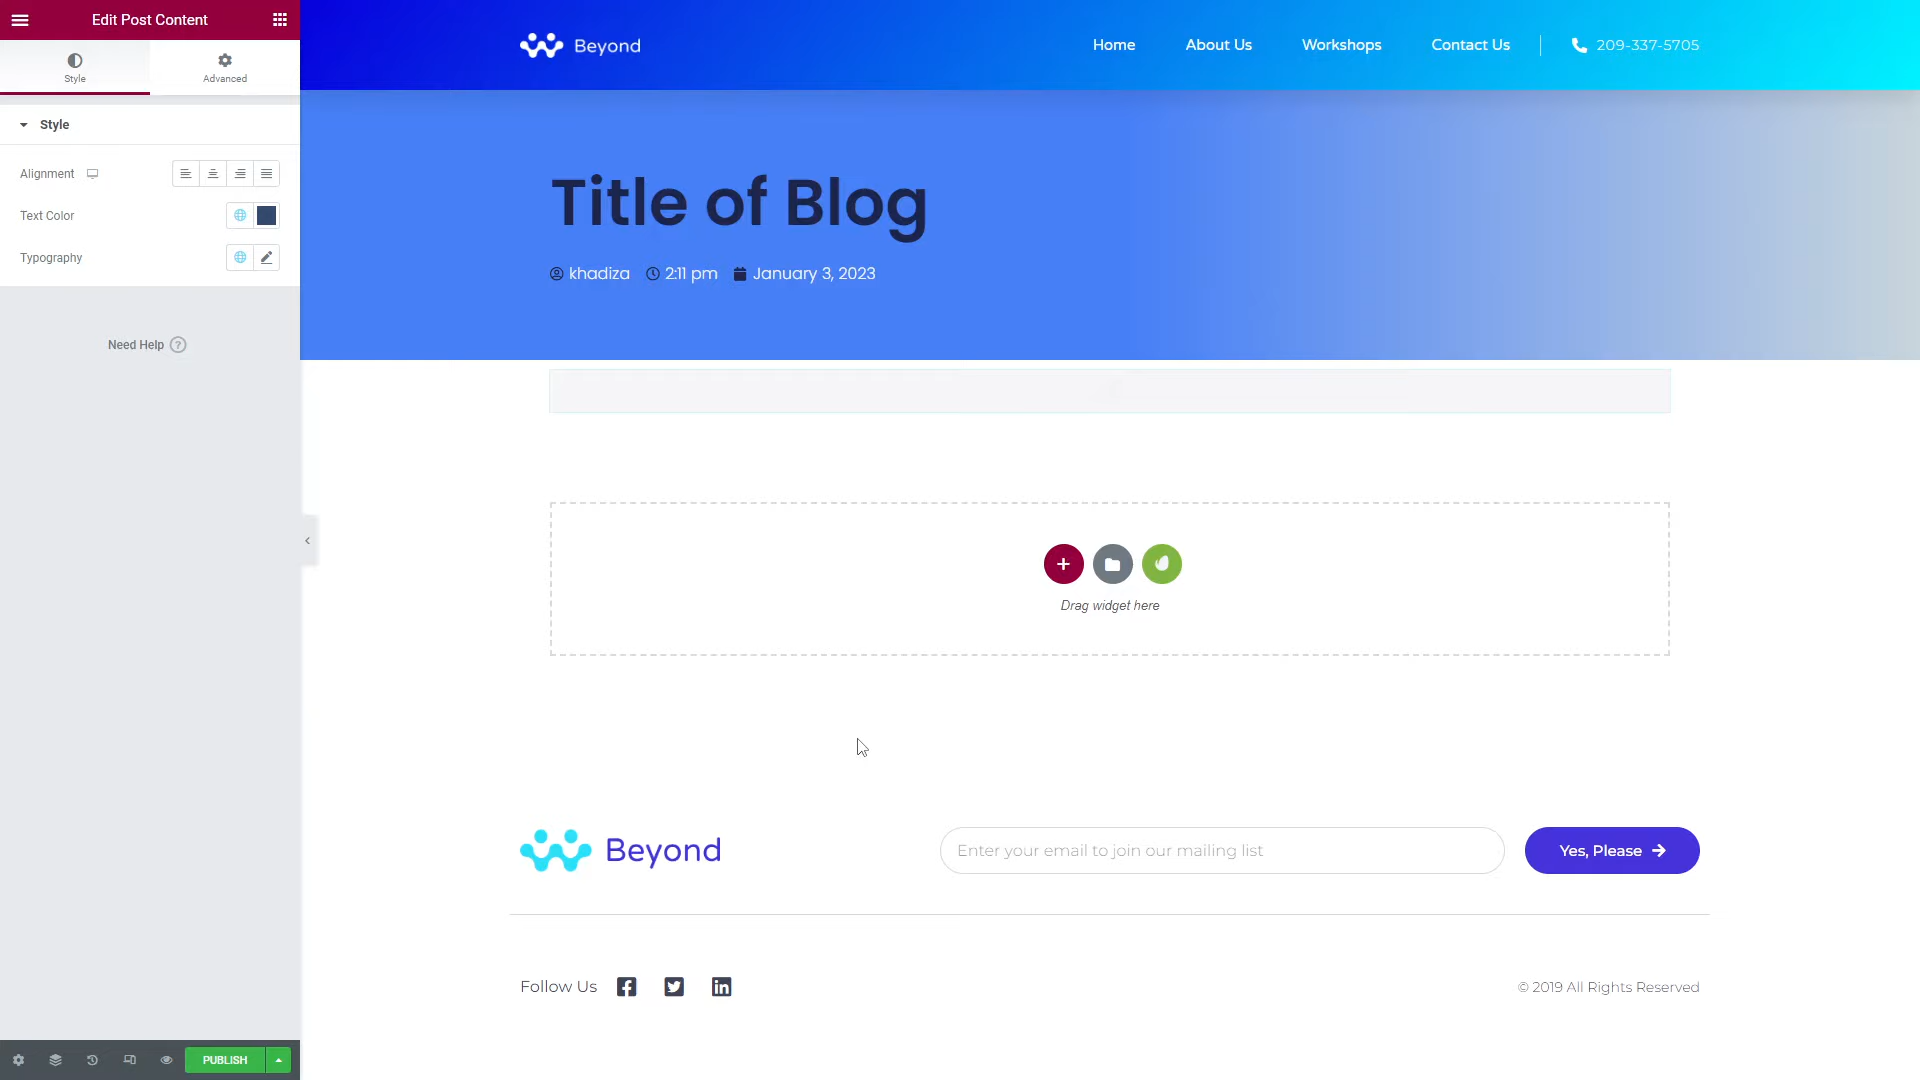 Edit Post Content
Style
Advanced
Style
Alignment
Text Color
Typography
Need Help ?
PUBLISH
Beyond
Home About Us Workshops Contact Us 209-337-5705
Title of Blog
khadiza 2:11 pm January 3, 2023
Drag widget here
Beyond
Enter your email to join our mailing list
Yes, Please
Follow Us
© 2019 All Rights Reserved